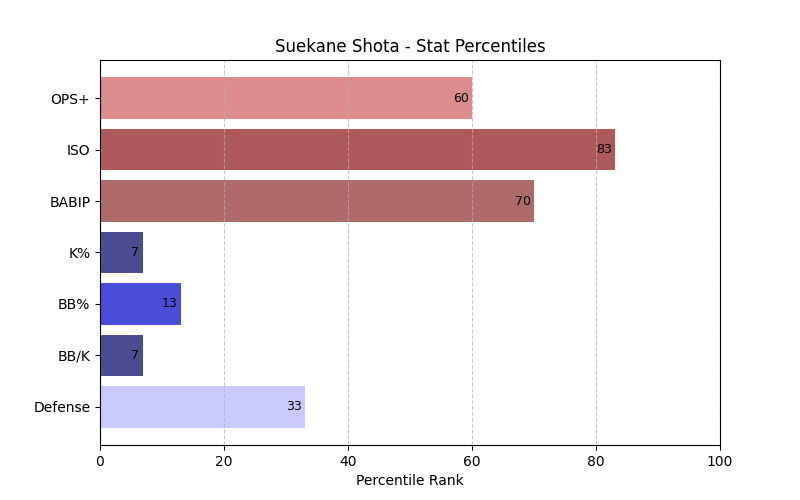 Suekane Shota - Stat Percentiles
OPS+ 60
ISO 83
BABIP 70
K% 7
BB% 13
BB/K 7
Defense 33
0 20 40 60 80 100
Percentile Rank